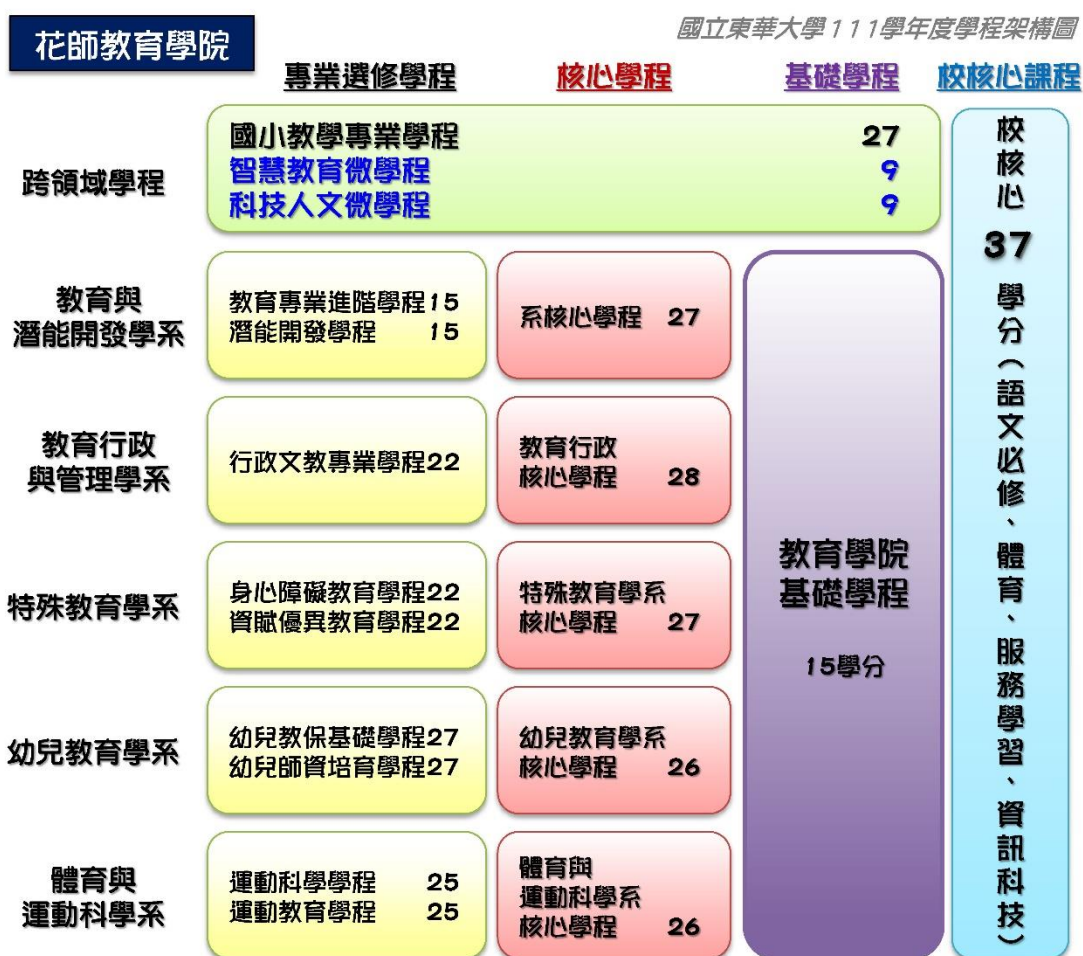 花師教育學院
國立東華大學111學年度學程架構圖
專業選修學程
核心學程
基礎學程
校核心課程
跨領域學程
國小教學專業學程 27
智慧教育微學程 9
科技人文微學程 9
教育與
潛能開發學系
教育專業進階學程15
潛能開發學程 15
系核心學程 27
教育行政
與管理學系
行政文教專業學程22
教育行政
核心學程 28
特殊教育學系
身心障礙教育學程22
資賦優異教育學程22
特殊教育學系
核心學程 27
幼兒教育學系
幼兒教保基礎學程27
幼兒師資培育學程27
幼兒教育學系
核心學程 26
體育與
運動科學系
運動科學學程 25
運動教育學程 25
體育與
運動科學系
核心學程 26
教育學院
基礎學程
15學分
校核心37學分(語文必修、體育、服務學習、資訊科技)